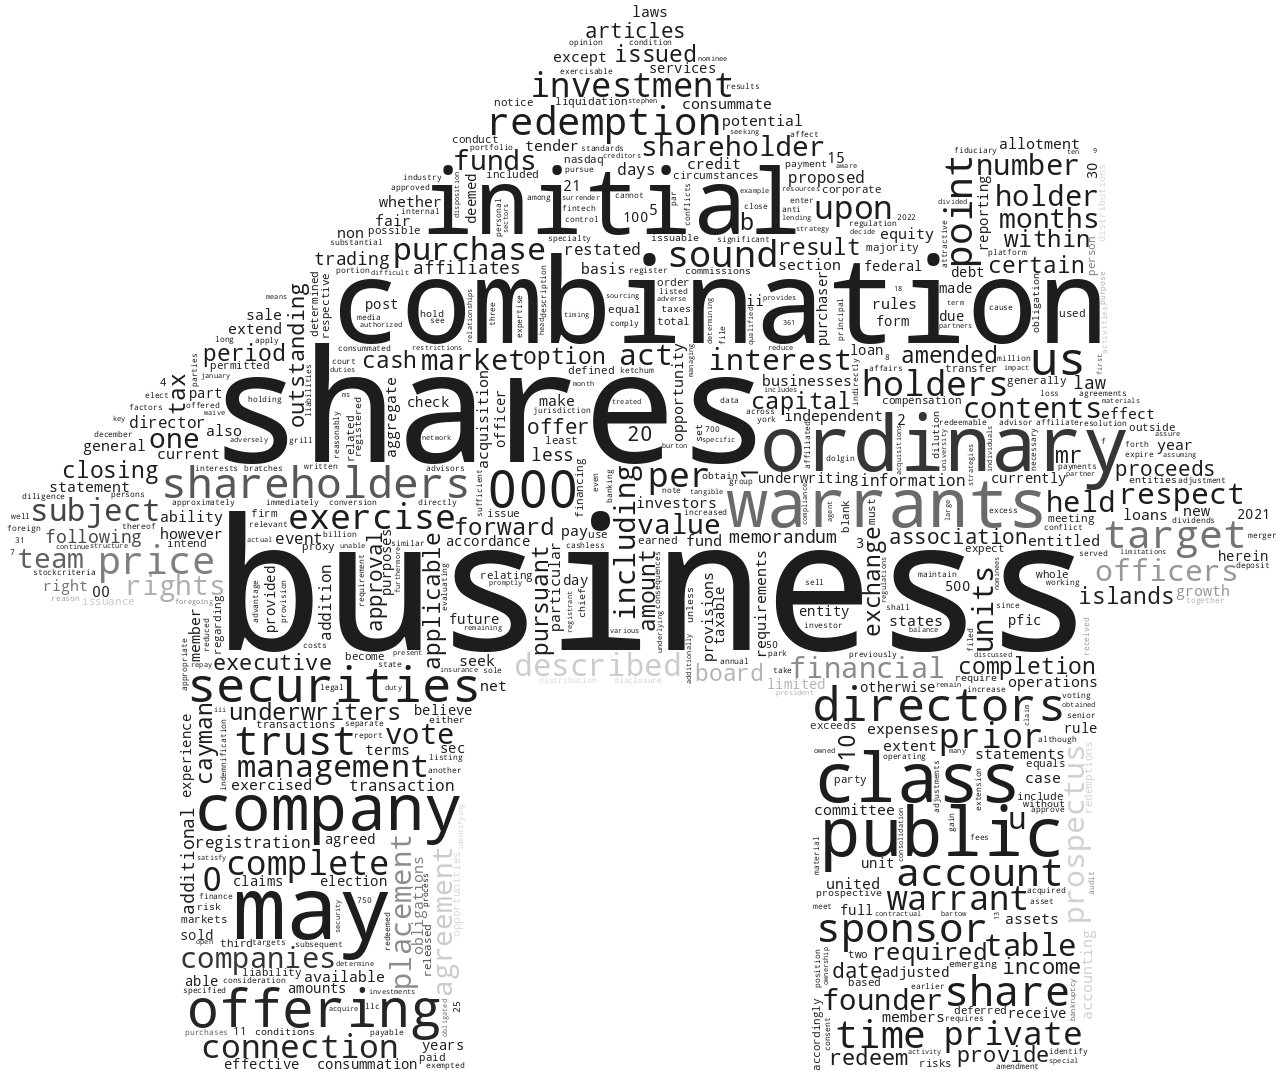 laws
articles
opinion condition
except issued nominee
exercisable services
investment results
notice liquidation stephen consummate
redemption potential
seeking affect
conduct tender shareholder
portfolio standards creditors
funds nasdaq credit payment 15 aware
industry included pursue days circumstances proposed
approved deemed 21 surrender cannot example resources corporate
whether initial upon
internal fintech 100 5 close b enter anti lending
fair control strategy 2022
non possible specialty issuable significant regulation equity
substantial purchase restated sound result decide majority
trading affiliates basis register commissions section federal
portion difficult
fiduciary ten 9 allotment
point number 30
divided holder
reporting months
within
attractive platform person distributions
debt certain
combination
means post hold see three expertise head description timing sourcing order listed adverse taxes total
media authorized relationships equal comply determining file qualified provides 361 ii purchaser principal 18 rules form
made term due partners cause obligation used activities purpose
sale extend respective determined outstanding
long apply consummated restrictions reduce
period permitted court duties cash market option act interest loan 8 amended million us first
parties january liabilities defined ketchum managing indirectly affairs transfer impact
4 tax shares opportunity businesses holders generally law
elect part offered holding ms check acquisition officer make month treated data includes capital compensation loss agreements materials
factors naive reasonably related registered aggregate jurisdiction offer 20 set 700 across york independent 2 redeemable contents effect
key director one also adversely grill network least specific affiliated dilution advisor affiliate resolution outside
december general current less burton dolgin ordinary f forth assure
mr expire year assuming
closing interests bratches written advisors sufficient financing even banking including per obtain group 1 underwriting information strategies individuals necessary currently payments partner proceeds
statement shareholders 000 note tangible warrants entities adjustment
diligence persons approximately immediately conversion directly issue investors increased agent large excess held respect
well subject ability firm exercise forward pay use value memorandum blank must meeting loans new 2021
foreign following thereof however relevant event billion accordance cashless earned fund association conflict dividends
31 continue structure intend actual proxy unable similar 3 exchange expect entitled target merger
7 team price limitations herein
stock criteria served officers deposit
right 00 rights advantage provided provision addition requirement evaluating approval purposes furthermore applicable relating promptly pursuant particular registrant day chief various amount underlying consequences unless provisions taxable requirements sell entity investor compliance regulations maintain shall states balance 500 units nominees whole working since pfic islands growth
reason issuance foregoing business together
member reduced regarding costs future remaining 50 filled received
appropriate repay executive become present state seek insurance sole described additionally annual park take previously financial discussed completion
securities legal duty net distribution disclosure board limited president otherwise require operations
remain increase
iii underwriters believe directors voting
cayman transactions separate either exceeds claim obtained senior
trust report vote expenses prior although rule
experience indemnification terms sec owned 10 extent many statements
management listing another operating
exercised transaction party class extension equals case
company adjustments include without
committee approve
registration agreed identify public gain u
satisfy material consolidation fees prospectus redemptions
additional complete placement agreement opportunities unit
0 claims election obligations process united account audit
finance prospective acquired
risk may security 750 redeemed released warrant asset
markets meet full contractual bartow 13 assets
sold open third targets subsequent sponsor
companies determine position ownership two required table
able liability available date adjusted emerging income accounting
specified consideration amounts investments based earlier
offering acquire llc obligated 25 founder share bankruptcy
purchases 11 conditions payable accordingly consent members requires deferred receive
connection years time private
effective consummation paid exempted redeem activity risks provide identify special
amendment